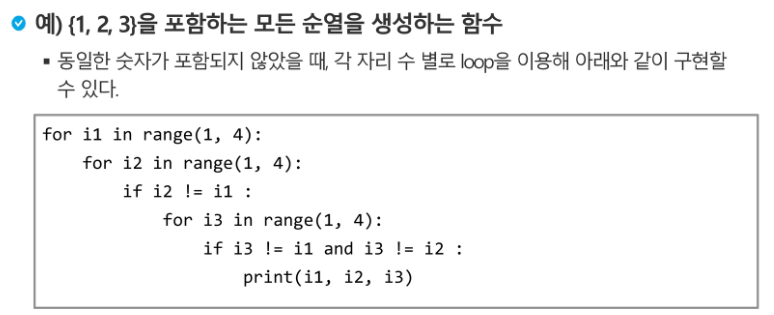 예) {1, 2, 3}을 포함하는 모든 순열을 생성하는 함수
▪ 동일한 숫자가 포함되지 않았을 때, 각 자리 수 별로 loop을 이용해 아래와 같이 구현할
수 있다.
for i1 in range(1, 4):
    for i2 in range(1, 4):
        if i2 != i1 :
            for i3 in range(1, 4):
                if i3 != i1 and i3 != i2 :
                    print(i1, i2, i3)